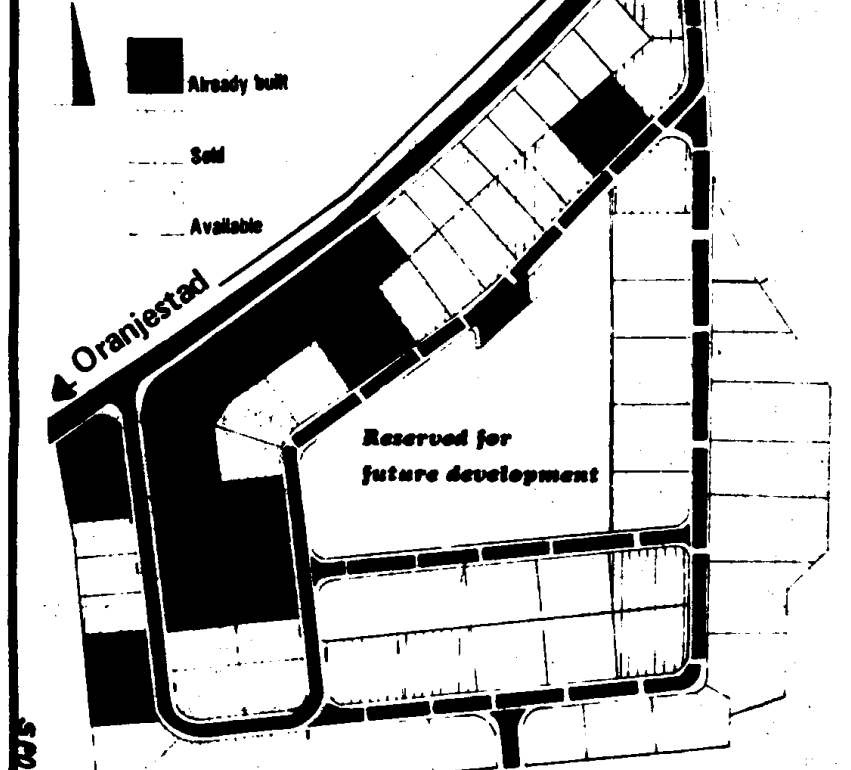 Already built
Sold
Available
Oranjestad
Reserved for
future development